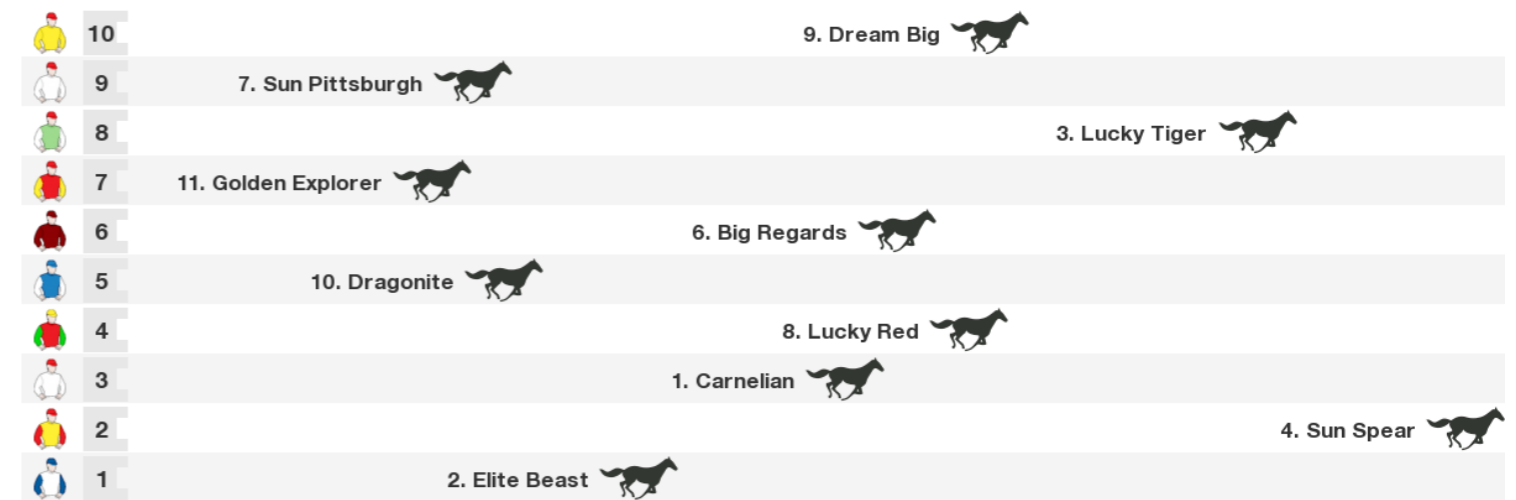 10 9. Dream Big
9 7. Sun Pittsburgh
8 3. Lucky Tiger
7 11. Golden Explorer
6 6. Big Regards
5 10. Dragonite
4 8. Lucky Red
3 1. Carnelian
2 4. Sun Spear
1 2. Elite Beast